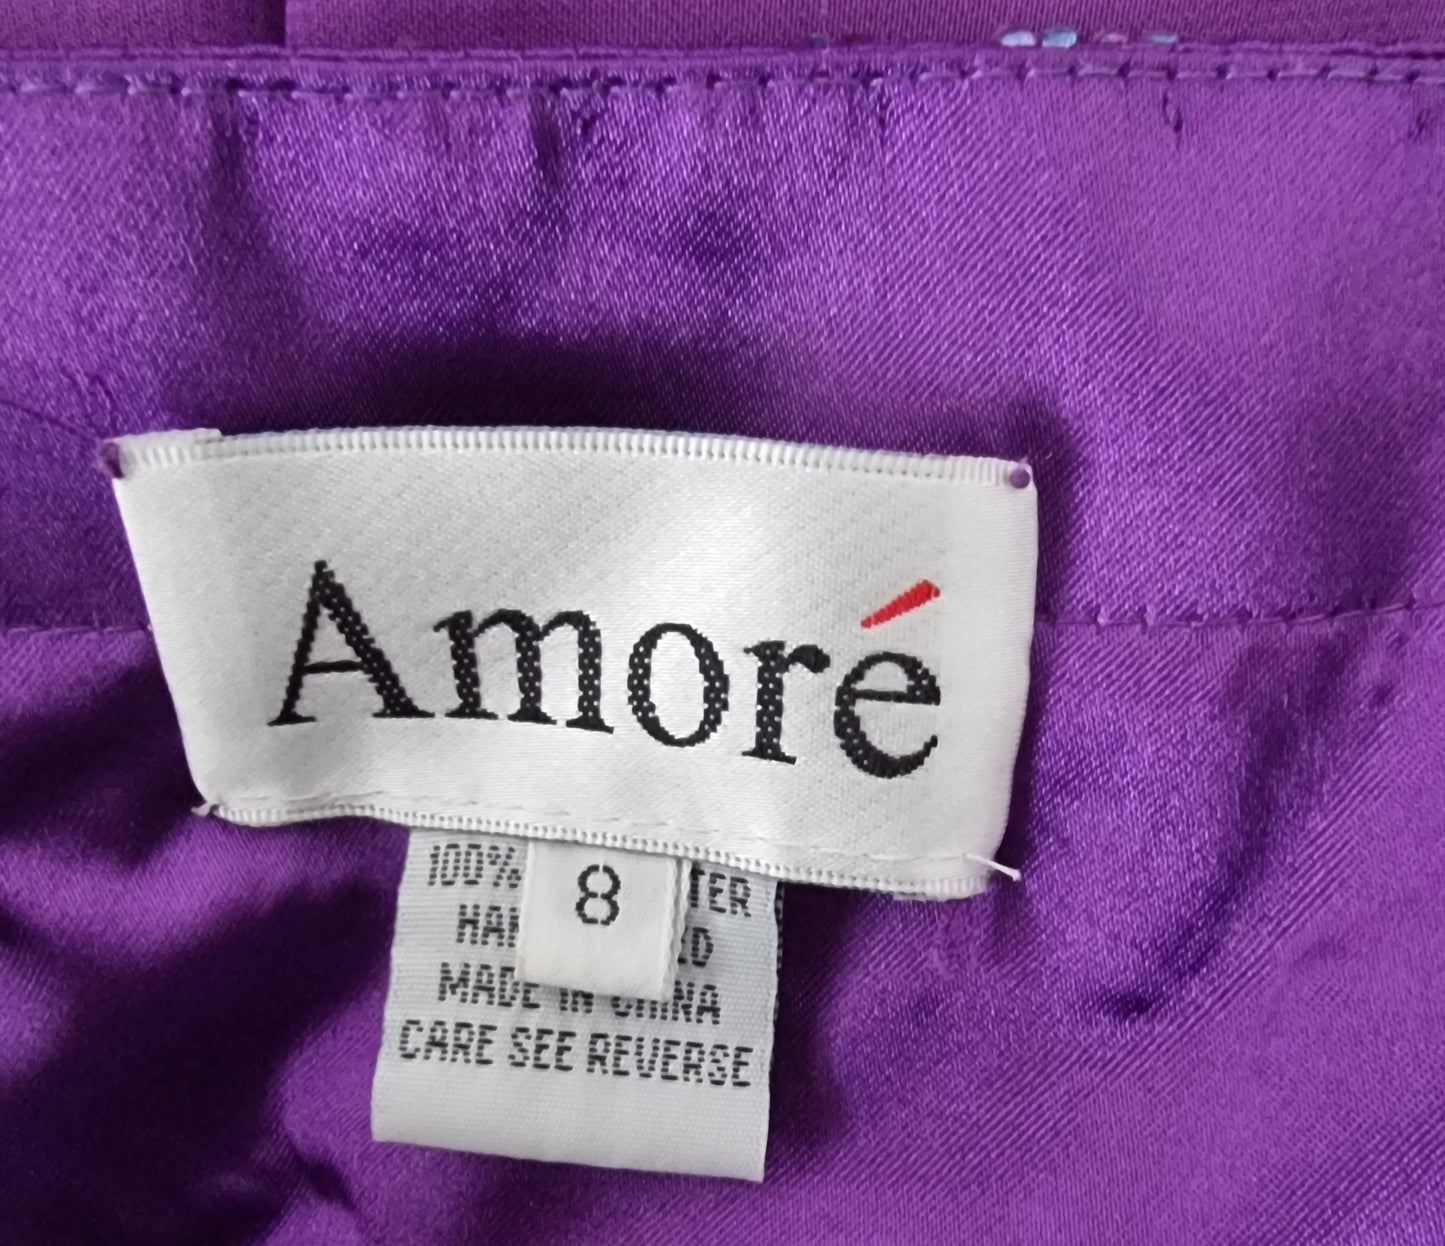 Amoré
8
100%
MADE IN CHINA
CARE SEE REVERSE